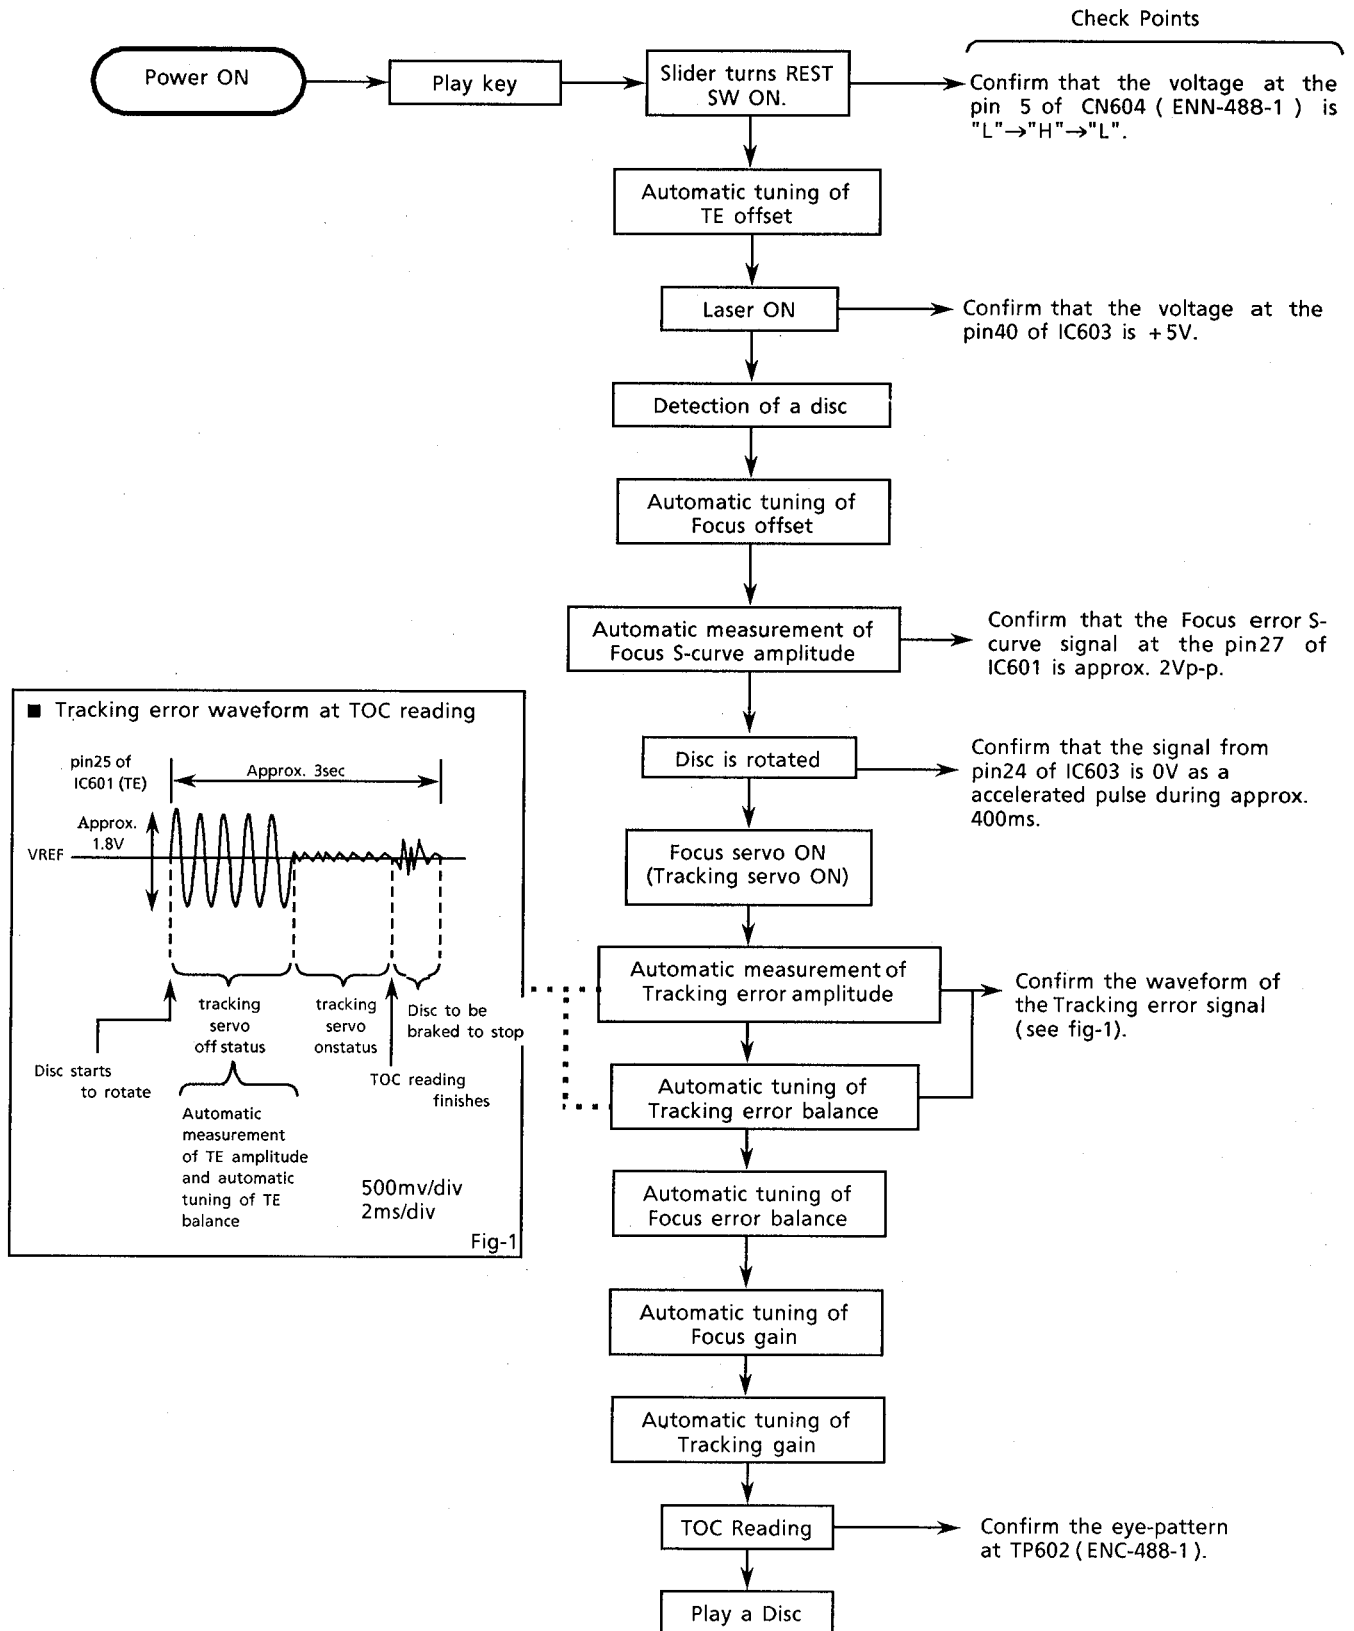 Check Points
Power ON
Play key
Slider turns REST
SW ON.
Confirm that the voltage at the
pin 5 of CN604 ( ENN-488-1 ) is
"L"→"H"→"L".
Automatic tuning of
TE offset
Laser ON
Confirm that the voltage at the
pin40 of IC603 is +5V.
Detection of a disc
Automatic tuning of
Focus offset
Automatic measurement of
Focus S-curve amplitude
Confirm that the Focus error S-
curve signal at the pin27 of
IC601 is approx. 2Vp-p.
Disc is rotated
Confirm that the signal from
pin24 of IC603 is 0V as a
accelerated pulse during approx.
400ms.
Focus servo ON
(Tracking servo ON)
Automatic measurement of
Tracking error amplitude
Confirm the waveform of
the Tracking error signal
(see fig-1).
Automatic tuning of
Tracking error balance
Automatic tuning of
Focus error balance
Automatic tuning of
Focus gain
Automatic tuning of
Tracking gain
TOC Reading
Confirm the eye-pattern
at TP602 ( ENC-488-1 ).
Play a Disc
■ Tracking error waveform at TOC reading
pin25 of
IC601 (TE)
Approx. 3sec
Approx.
1.8V
VREF
tracking
servo
off status
tracking
servo
onstatus
Disc to be
braked to stop
Disc starts
to rotate
TOC reading
finishes
Automatic
measurement
of TE amplitude
and automatic
tuning of TE
balance
500mv/div
2ms/div
Fig-1